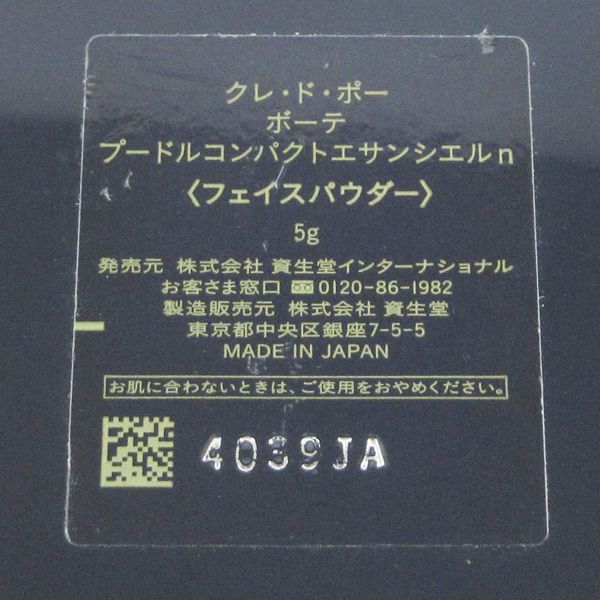 クレ・ド・ポー
ボーテ
プードルコンパクトエサンシエルn
〈フェイスパウダー〉
5g
発売元 株式会社 資生堂インターナショナル
お客さま窓口 0120-86-1982
製造販売元 株式会社 資生堂
東京都中央区銀座7-5-5
MADE IN JAPAN
お肌に合わないときは、ご使用をおやめください。
4039JA